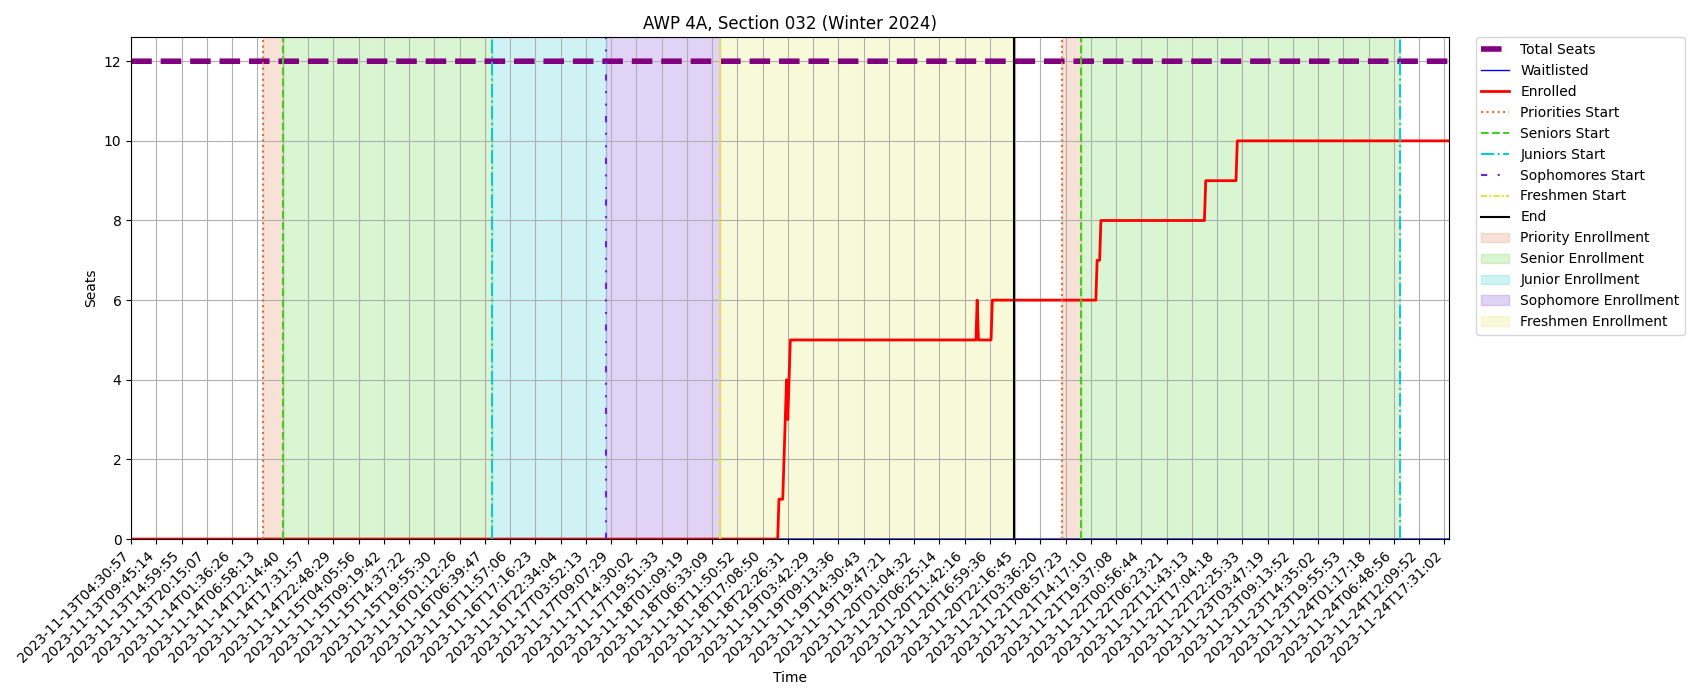 AWP 4A, Section 032 (Winter 2024)
Total Seats
Waitlisted
Enrolled
Priorities Start
Seniors Start
Juniors Start
Sophomores Start
Freshmen Start
End
Priority Enrollment
Senior Enrollment
Junior Enrollment
Sophomore Enrollment
Freshmen Enrollment
Seats
12
10
8
6
4
2
0
2023-11-13T04:30:57
2023-11-13T09:45:14
2023-11-13T14:59:55
2023-11-13T20:15:07
2023-11-14T01:36:26
2023-11-14T06:58:13
2023-11-14T12:14:40
2023-11-14T17:31:57
2023-11-14T22:48:29
2023-11-15T04:05:56
2023-11-15T09:19:42
2023-11-15T14:37:22
2023-11-15T19:55:30
2023-11-16T01:12:26
2023-11-16T06:39:47
2023-11-16T11:57:06
2023-11-16T17:16:23
2023-11-16T22:34:04
2023-11-17T03:52:13
2023-11-17T09:07:29
2023-11-17T14:30:02
2023-11-17T19:51:33
2023-11-18T01:09:19
2023-11-18T06:33:09
2023-11-18T11:50:52
2023-11-18T17:08:50
2023-11-18T22:26:31
2023-11-19T03:42:29
2023-11-19T09:13:36
2023-11-19T14:30:43
2023-11-19T19:47:21
2023-11-20T01:04:32
2023-11-20T06:25:14
2023-11-20T11:42:16
2023-11-20T16:59:36
2023-11-20T22:16:45
2023-11-21T03:36:20
2023-11-21T08:57:23
2023-11-21T14:17:10
2023-11-21T19:37:08
2023-11-22T00:56:44
2023-11-22T06:23:21
2023-11-22T11:43:13
2023-11-22T17:04:18
2023-11-22T22:25:33
2023-11-23T03:47:19
2023-11-23T09:13:52
2023-11-23T14:35:02
2023-11-23T19:55:53
2023-11-24T01:17:18
2023-11-24T06:48:56
2023-11-24T12:09:52
2023-11-24T17:31:02
Time